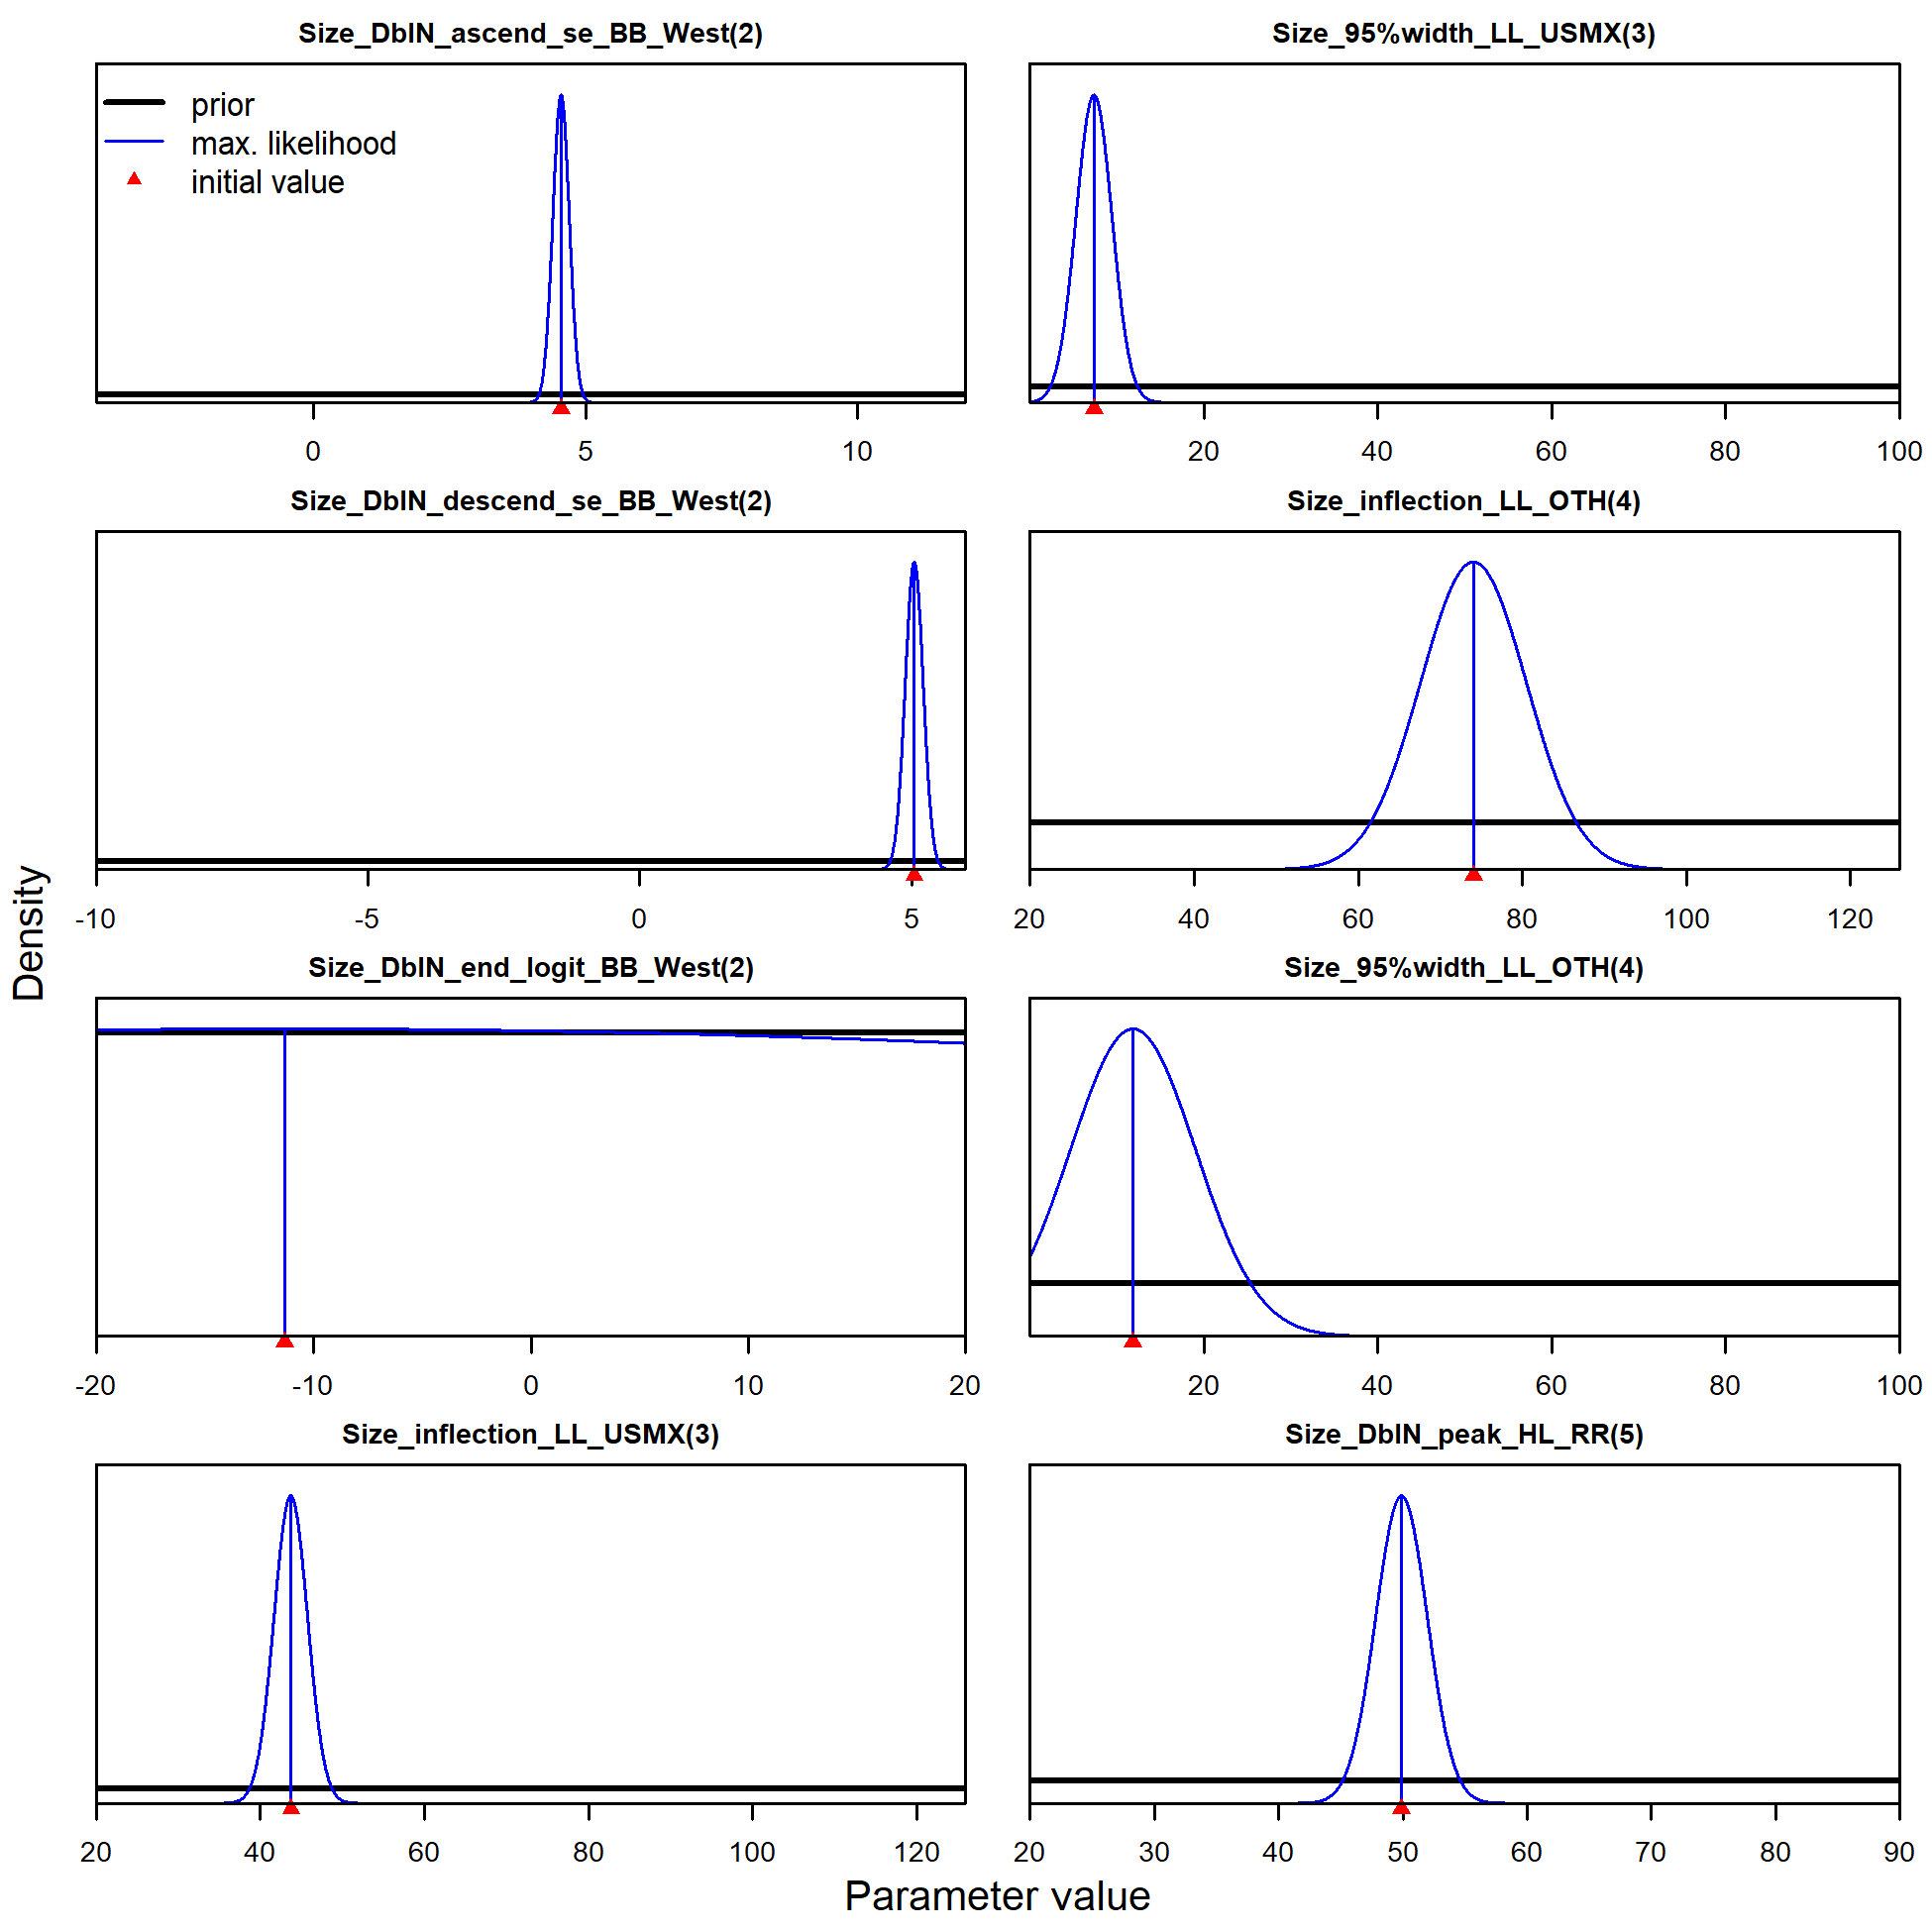 Size_DblN_ascend_se_BB_West(2)
prior
max. likelihood
initial value
0 5 10
Size_95%width_LL_USMX(3)
20 40 60 80 100
Size_DblN_descend_se_BB_West(2)
-10 -5 0 5
Size_inflection_LL_OTH(4)
20 40 60 80 100 120
Size_DblN_end_logit_BB_West(2)
-20 -10 0 10 20
Size_95%width_LL_OTH(4)
20 40 60 80 100
Size_inflection_LL_USMX(3)
20 40 60 80 100 120
Size_DblN_peak_HL_RR(5)
20 30 40 50 60 70 80 90
Density
Parameter value